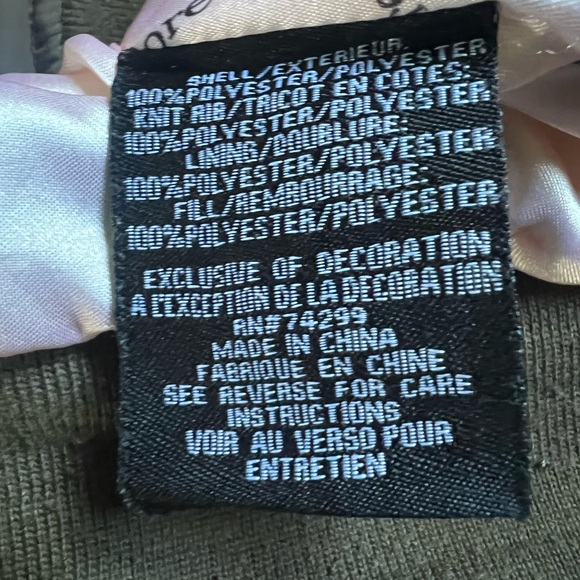 SHELL/EXTERIEUR:
100%POLYESTER/POLYESTER
KNIT RIB/TRICOT EN COTES:
100%POLYESTER/POLYESTER
LINING/DOUBLURE:
100%POLYESTER/POLYESTER
FILL/REMBOURRAGE:
100%POLYESTER/POLYESTER
EXCLUSIVE OF DECORATION
A L'EXCEPTION DE LA DECORATION
RN#74299
MADE IN CHINA
FABRIQUE EN CHINE
SEE REVERSE FOR CARE
INSTRUCTIONS
VOIR AU VERSO POUR
ENTRETIEN